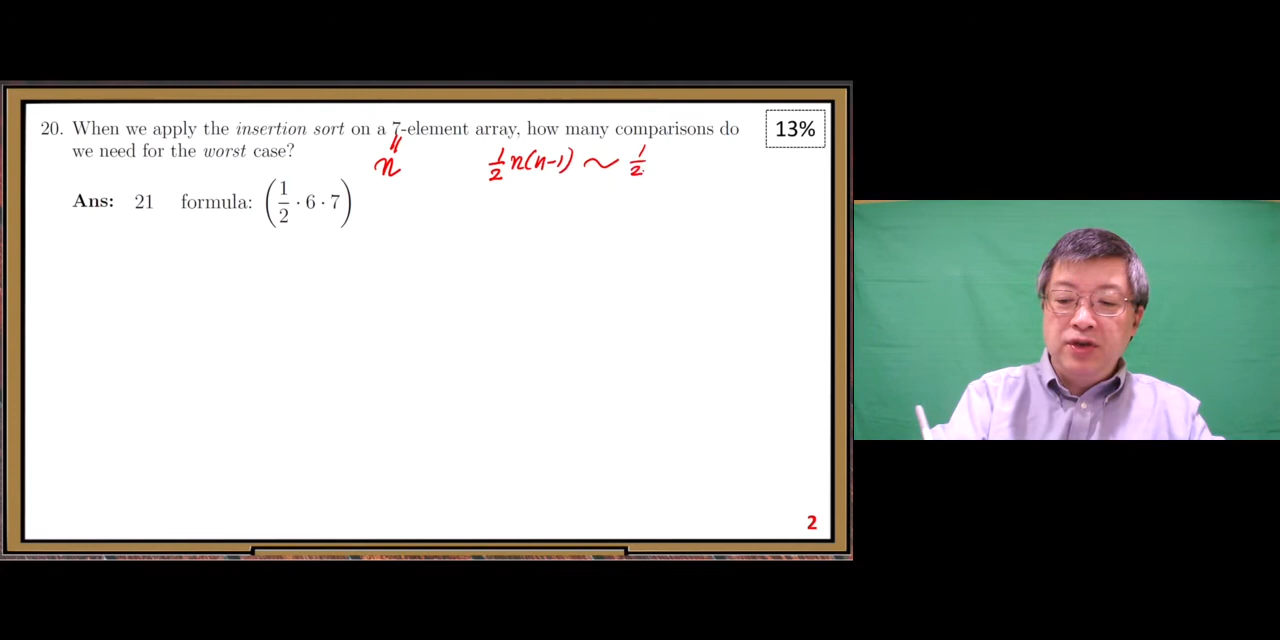 20. When we apply the insertion sort on a 7-element array, how many comparisons do
we need for the worst case?
13%
n
½n(n-1) ~ ½
Ans: 21 formula: (1/2 · 6 · 7)
2